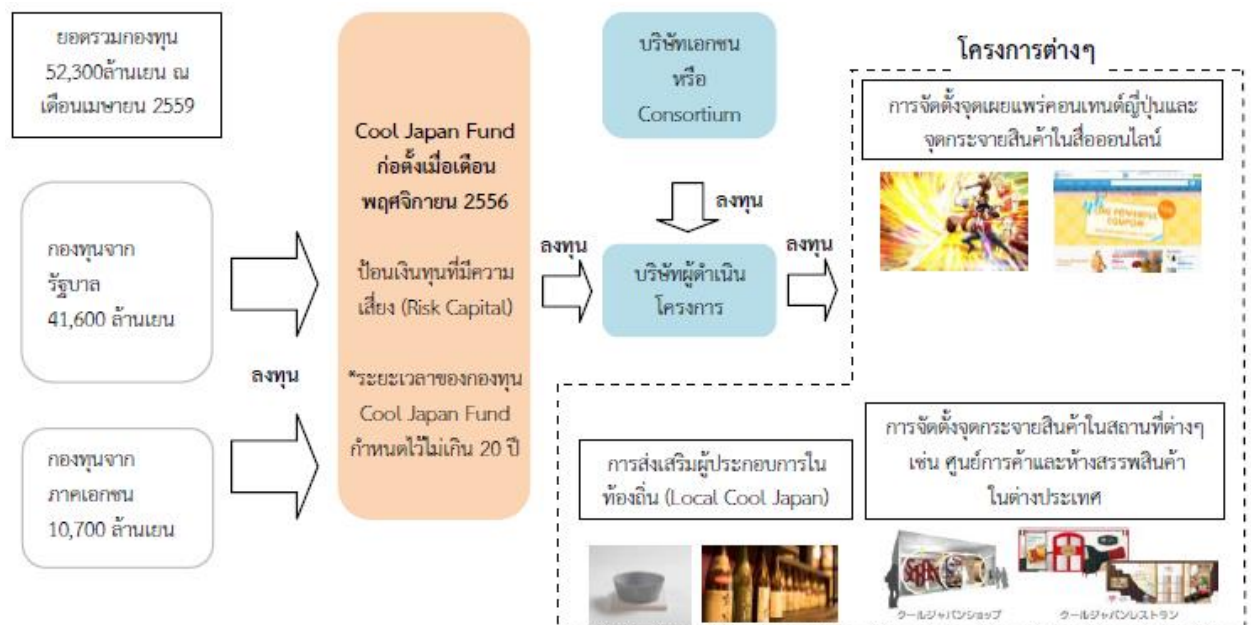 ยอดรวมกองทุน
52,300ล้านเยน ณ
เดือนเมษายน 2559
กองทุนจาก
รัฐบาล
41,600 ล้านเยน
กองทุนจาก
ภาคเอกชน
10,700 ล้านเยน
ลงทุน
Cool Japan Fund
ก่อตั้งเมื่อเดือน
พฤศจิกายน 2556
ป้อนเงินทุนที่มีความ
เสี่ยง (Risk Capital)
*ระยะเวลาของกองทุน
Cool Japan Fund
กำหนดไว้ไม่เกิน 20 ปี
ลงทุน
บริษัทเอกชน
หรือ
Consortium
ลงทุน
บริษัทผู้ดำเนิน
โครงการ
ลงทุน
โครงการต่างๆ
การจัดตั้งจุดเผยแพร่คอนเทนต์ญี่ปุ่นและ
จุดกระจายสินค้าในสื่อออนไลน์
การส่งเสริมผู้ประกอบการใน
ท้องถิ่น (Local Cool Japan)
การจัดตั้งจุดกระจายสินค้าในสถานที่ต่างๆ
เช่น ศูนย์การค้าและห้างสรรพสินค้า
ในต่างประเทศ
クールジャパンショップ
クールジャパンレストラン